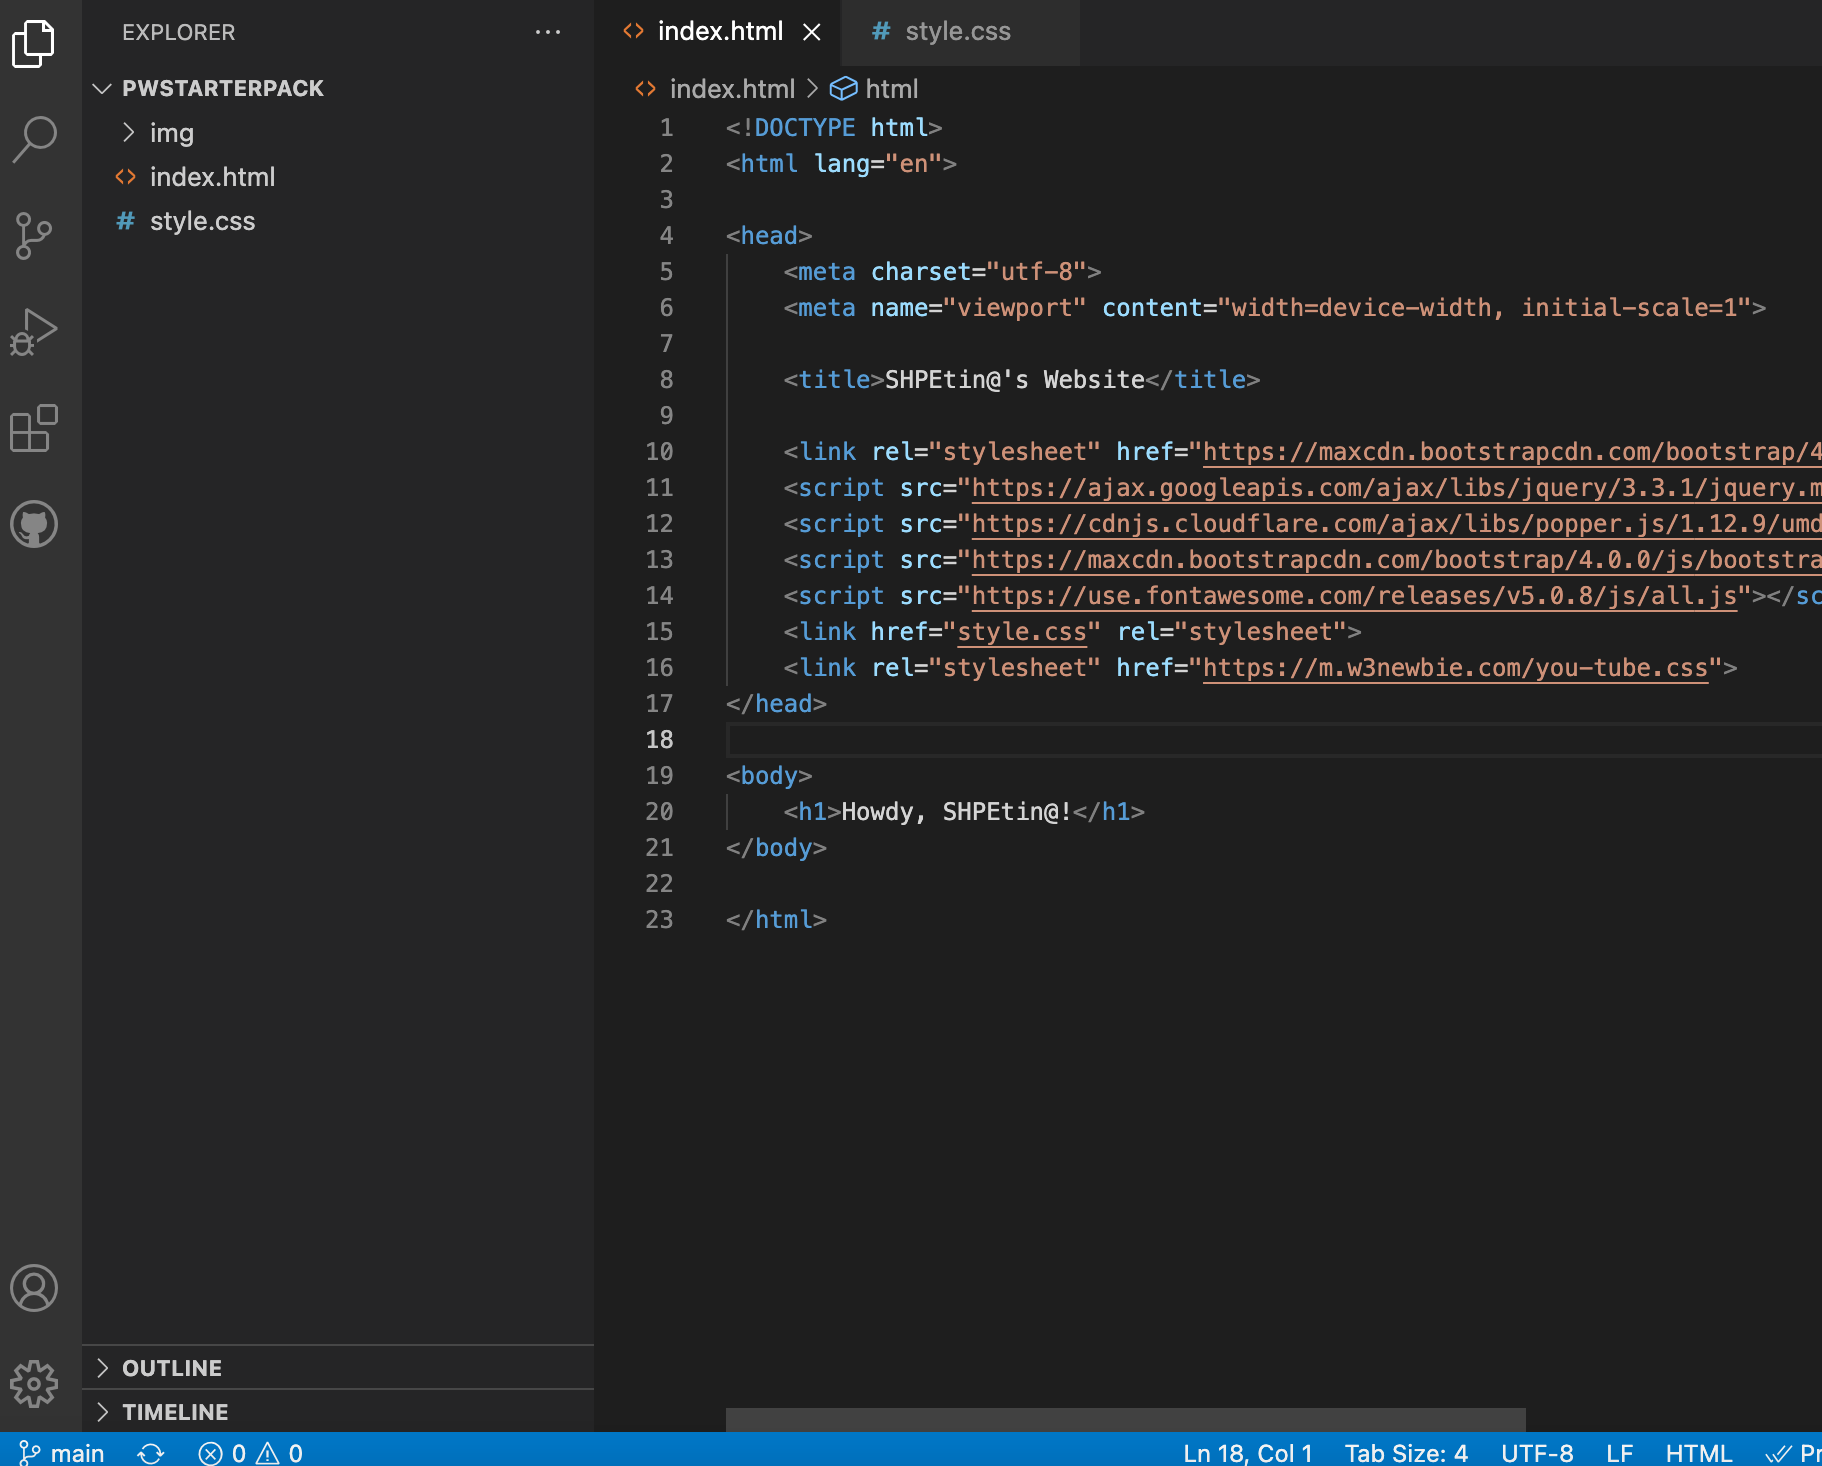 EXPLORER
PWSTARTERPACK
img
index.html
style.css
OUTLINE
TIMELINE
index.html
style.css
index.html > html
1 <!DOCTYPE html>
2 <html lang="en">
3
4 <head>
5 <meta charset="utf-8">
6 <meta name="viewport" content="width=device-width, initial-scale=1">
7
8 <title>SHPEtin@'s Website</title>
9
10 <link rel="stylesheet" href="https://maxcdn.bootstrapcdn.com/bootstrap/4
11 <script src="https://ajax.googleapis.com/ajax/libs/jquery/3.3.1/jquery.m
12 <script src="https://cdnjs.cloudflare.com/ajax/libs/popper.js/1.12.9/umd
13 <script src="https://maxcdn.bootstrapcdn.com/bootstrap/4.0.0/js/bootstra
14 <script src="https://use.fontawesome.com/releases/v5.0.8/js/all.js"></sc
15 <link href="style.css" rel="stylesheet">
16 <link rel="stylesheet" href="https://m.w3newbie.com/you-tube.css">
17 </head>
18
19 <body>
20 <h1>Howdy, SHPEtin@!</h1>
21 </body>
22
23 </html>
main 0 0 Ln 18, Col 1 Tab Size: 4 UTF-8 LF HTML Pr